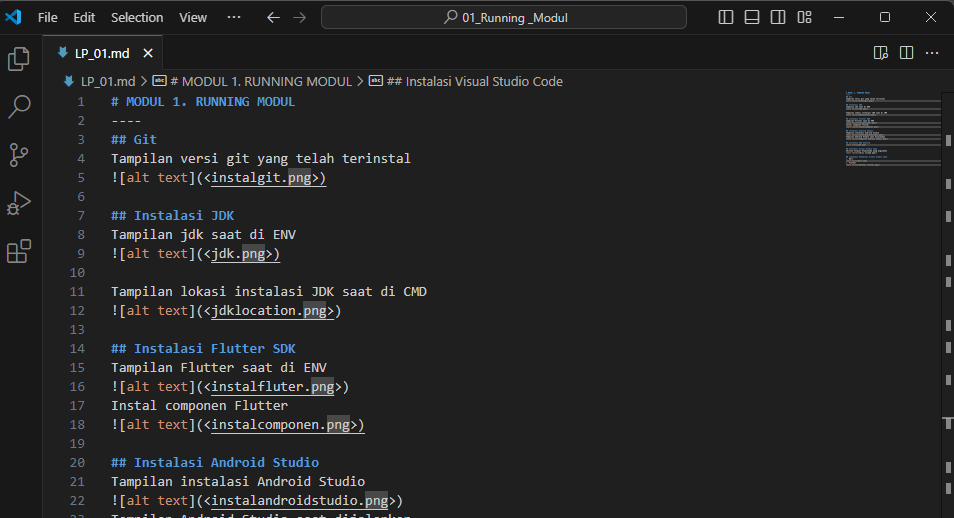 File Edit Selection View ...
01_Running _Modul
LP_01.md
LP_01.md > # MODUL 1. RUNNING MODUL > ## Instalasi Visual Studio Code
1 # MODUL 1. RUNNING MODUL
2 ----
3 ## Git
4 Tampilan versi git yang telah terinstal
5 ![alt text](<instalgit.png>)
6
7 ## Instalasi JDK
8 Tampilan jdk saat di ENV
9 ![alt text](<jdk.png>)
10
11 Tampilan lokasi instalasi JDK saat di CMD
12 ![alt text](<jdklocation.png>)
13
14 ## Instalasi Flutter SDK
15 Tampilan Flutter saat di ENV
16 ![alt text](<instalfluter.png>)
17 Instal componen Flutter
18 ![alt text](<instalcomponen.png>)
19
20 ## Instalasi Android Studio
21 Tampilan instalasi Android Studio
22 ![alt text](<instalandroidstudio.png>)
23 Tampilan Android Studio saat dijalankan